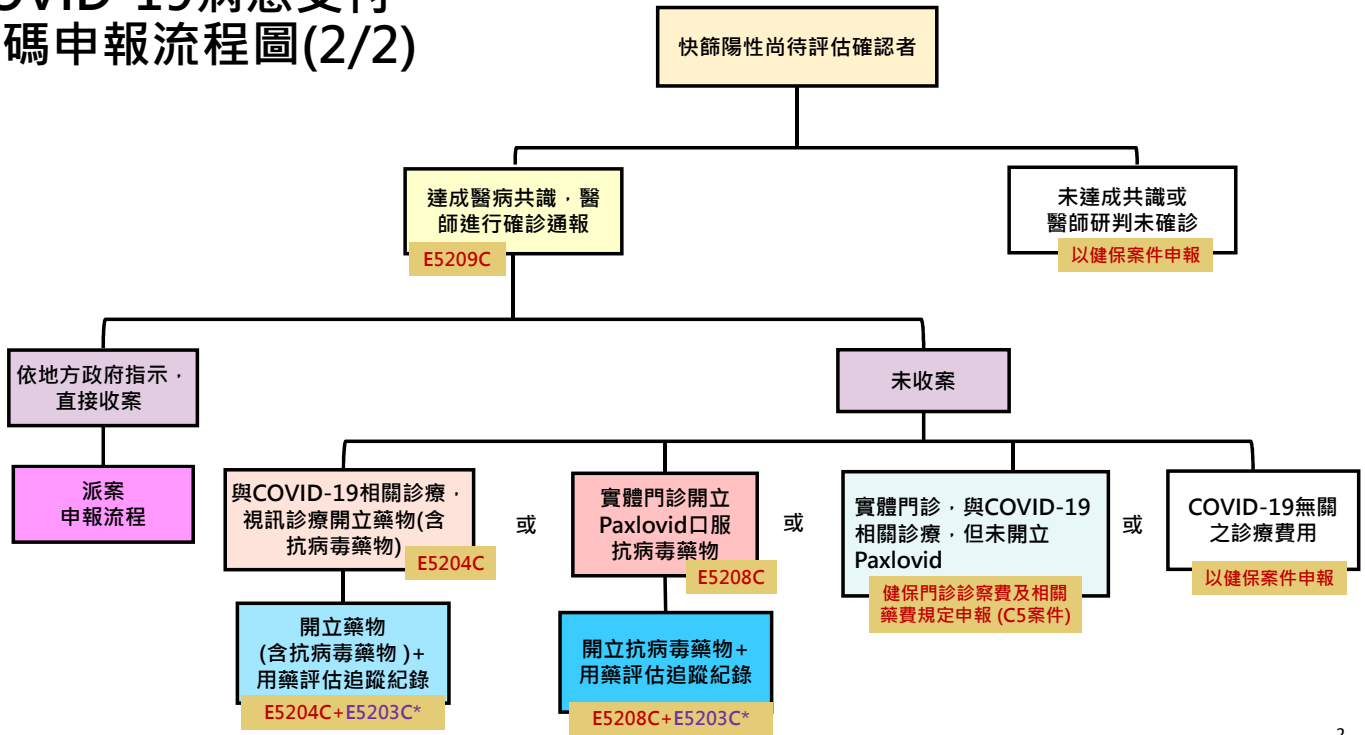 OVID-19病患支付
碼申報流程圖(2/2)
快篩陽性尚待評估確認者
達成醫病共識，醫
師進行確診通報
E5209C
未達成共識或
醫師研判未確診
以健保案件申報
依地方政府指示，
直接收案
未收案
派案
申報流程
與COVID-19相關診療，
視訊診療開立藥物(含
抗病毒藥物)
E5204C
或
實體門診開立
Paxlovid口服
抗病毒藥物
E5208C
或
實體門診，與COVID-19
相關診療，但未開立
Paxlovid
健保門診診察費及相關
藥費規定申報 (C5案件)
或
COVID-19無關
之診療費用
以健保案件申報
開立藥物
(含抗病毒藥物 )+
用藥評估追蹤紀錄
E5204C+E5203C*
開立抗病毒藥物+
用藥評估追蹤紀錄
E5208C+E5203C*
2